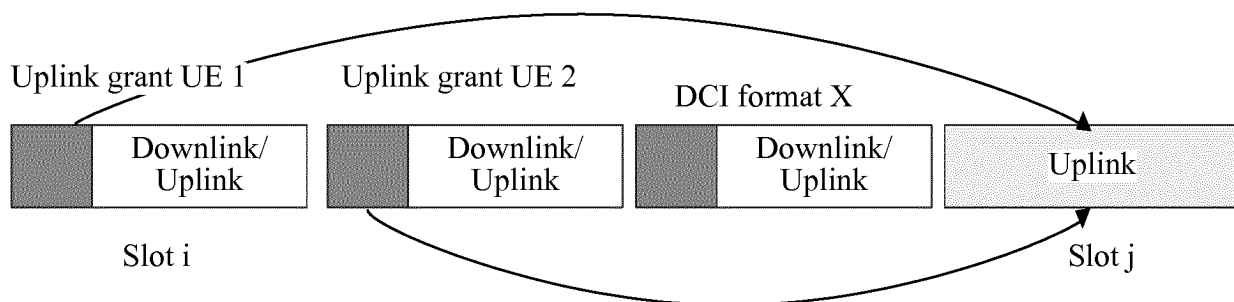 Uplink grant UE 1
Uplink grant UE 2
DCI format X
Downlink/
Uplink
Downlink/
Uplink
Downlink/
Uplink
Uplink
Slot i
Slot j